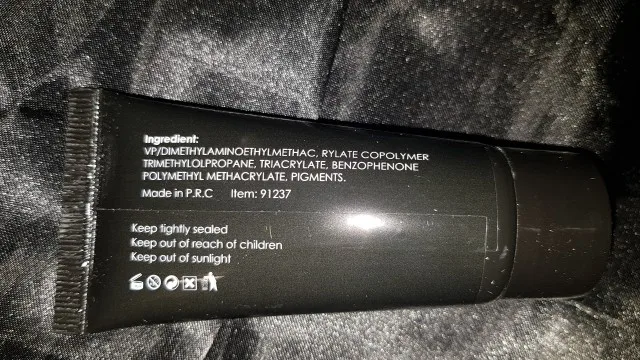 Ingredient:
VP/DIMETHYLAMINOETHYLMETHAC, RYLATE COPOLYMER
TRIMETHYLOLPROPANE, TRIACRYLATE, BENZOPHENONE
POLYMETHYL METHACRYLATE, PIGMENTS.
Made in P.R.C Item: 91237
Keep tightly sealed
Keep out of reach of children
Keep out of sunlight